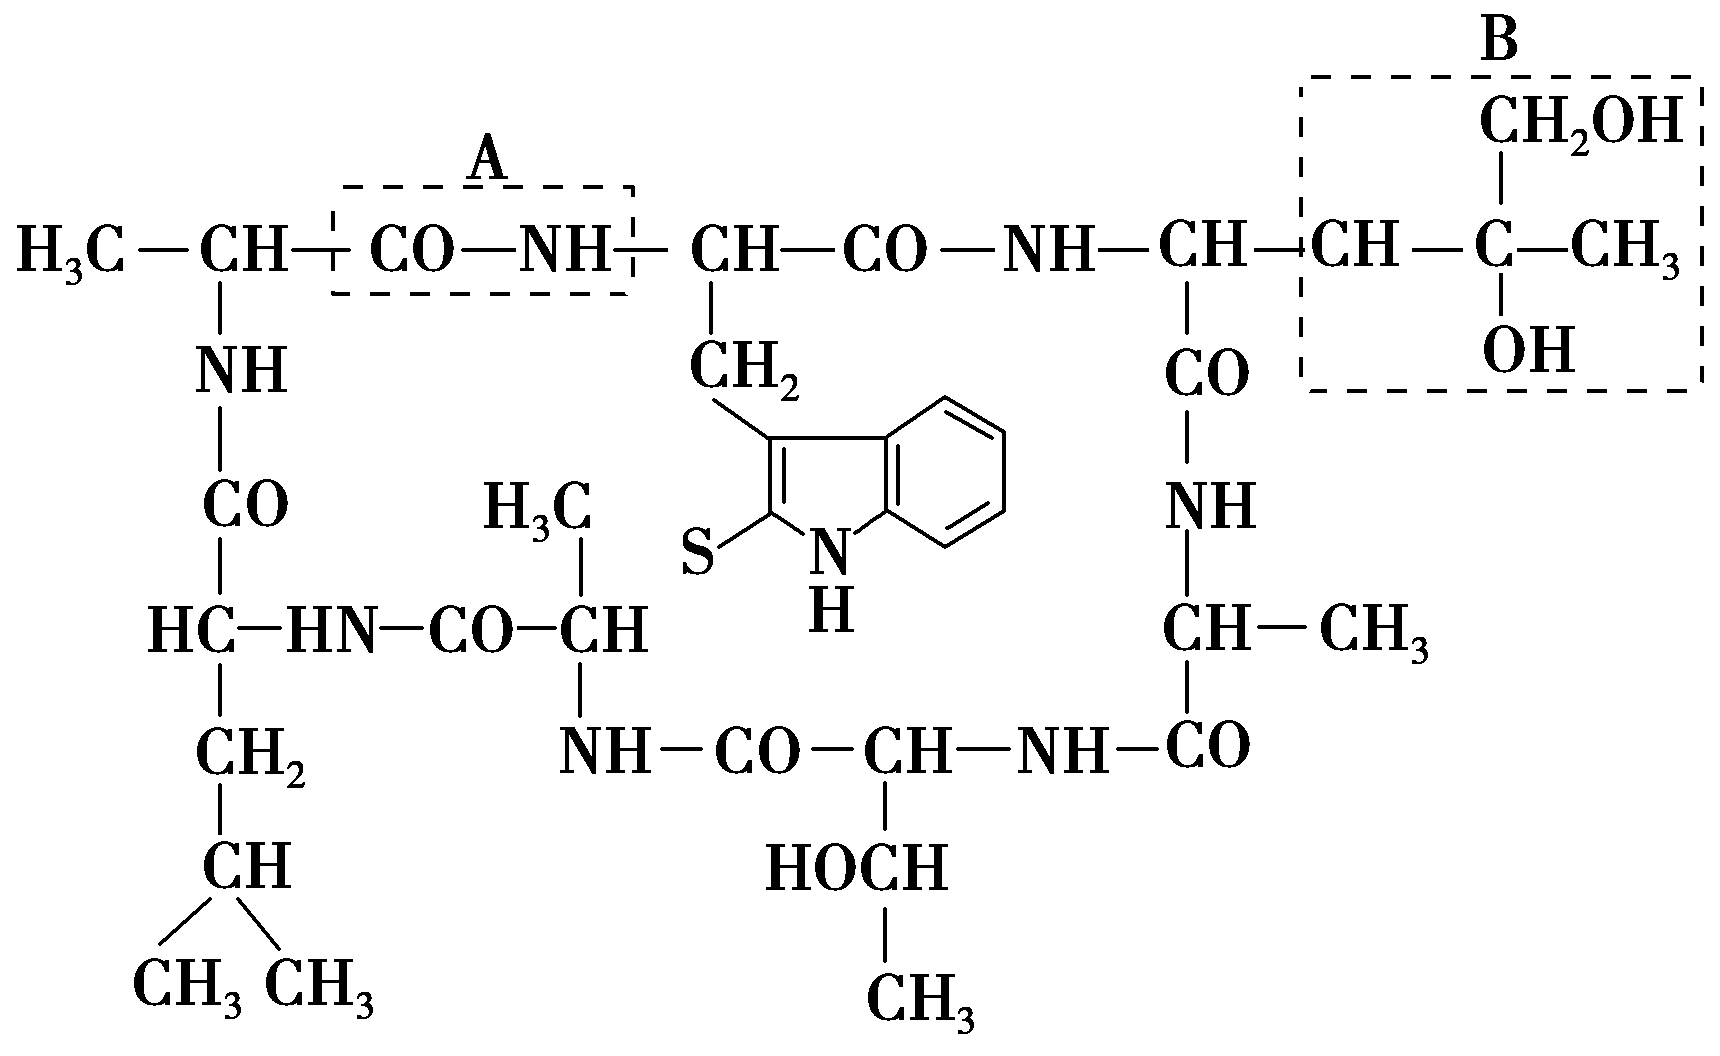 B
CH₂OH
A
H₃C—CH—CO—NH—CH—CO—NH—CH—CH—C—CH₃
NH CH₂ CO OH
CO H₃C S N H NH
HC—HN—CO—CH CH—CH₃
CH₂ NH—CO—CH—NH—CO
CH HOCH
CH₃ CH₃ CH₃